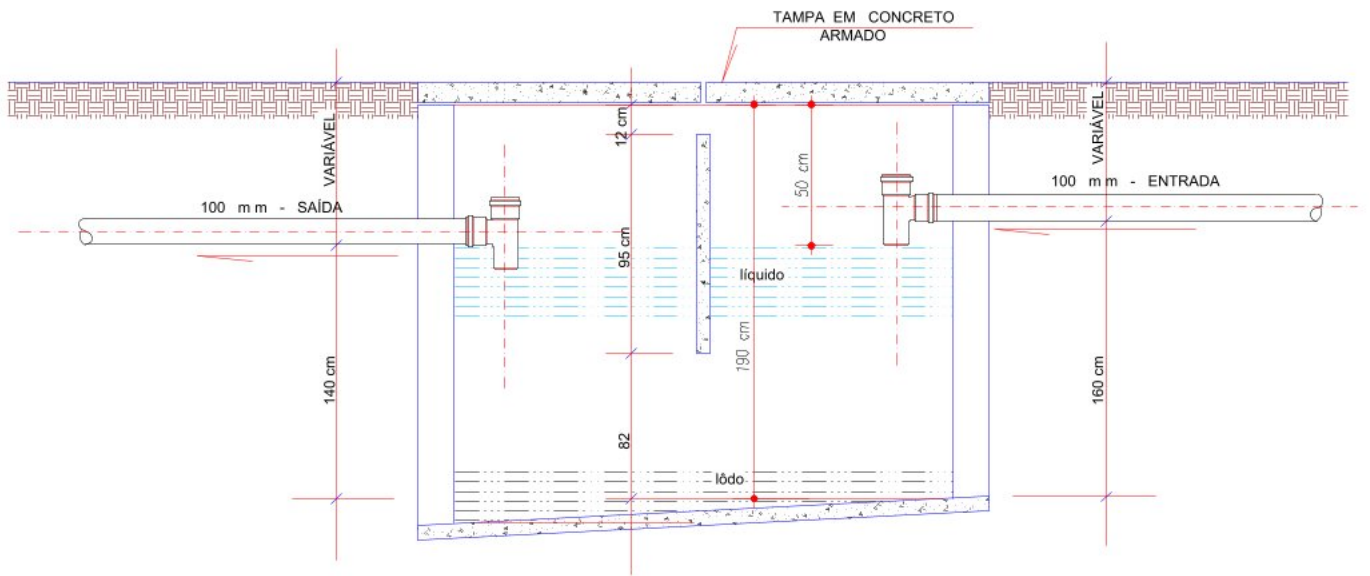 TAMPA EM CONCRETO
ARMADO
VARIÁVEL
12 cm
50 cm
VARIÁVEL
100 mm - ENTRADA
100 mm - SAÍDA
95 cm
líquido
190 cm
140 cm
160 cm
82
lôdo